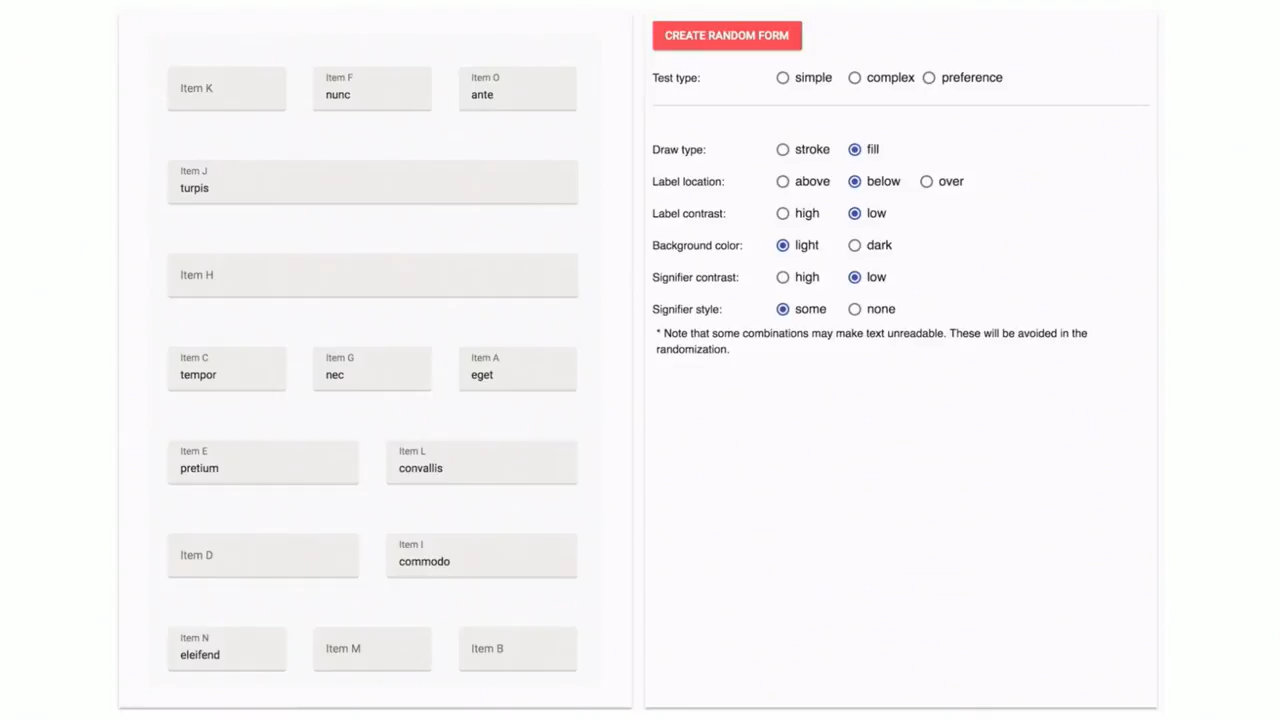 Item K
Item F
nunc
Item O
ante
Item J
turpis
Item H
Item C
tempor
Item G
nec
Item A
eget
Item E
pretium
Item L
convallis
Item D
Item I
commodo
Item N
eleifend
Item M
Item B
CREATE RANDOM FORM
Test type: simple complex preference
Draw type: stroke fill
Label location: above below over
Label contrast: high low
Background color: light dark
Signifier contrast: high low
Signifier style: some none
* Note that some combinations may make text unreadable. These will be avoided in the
randomization.